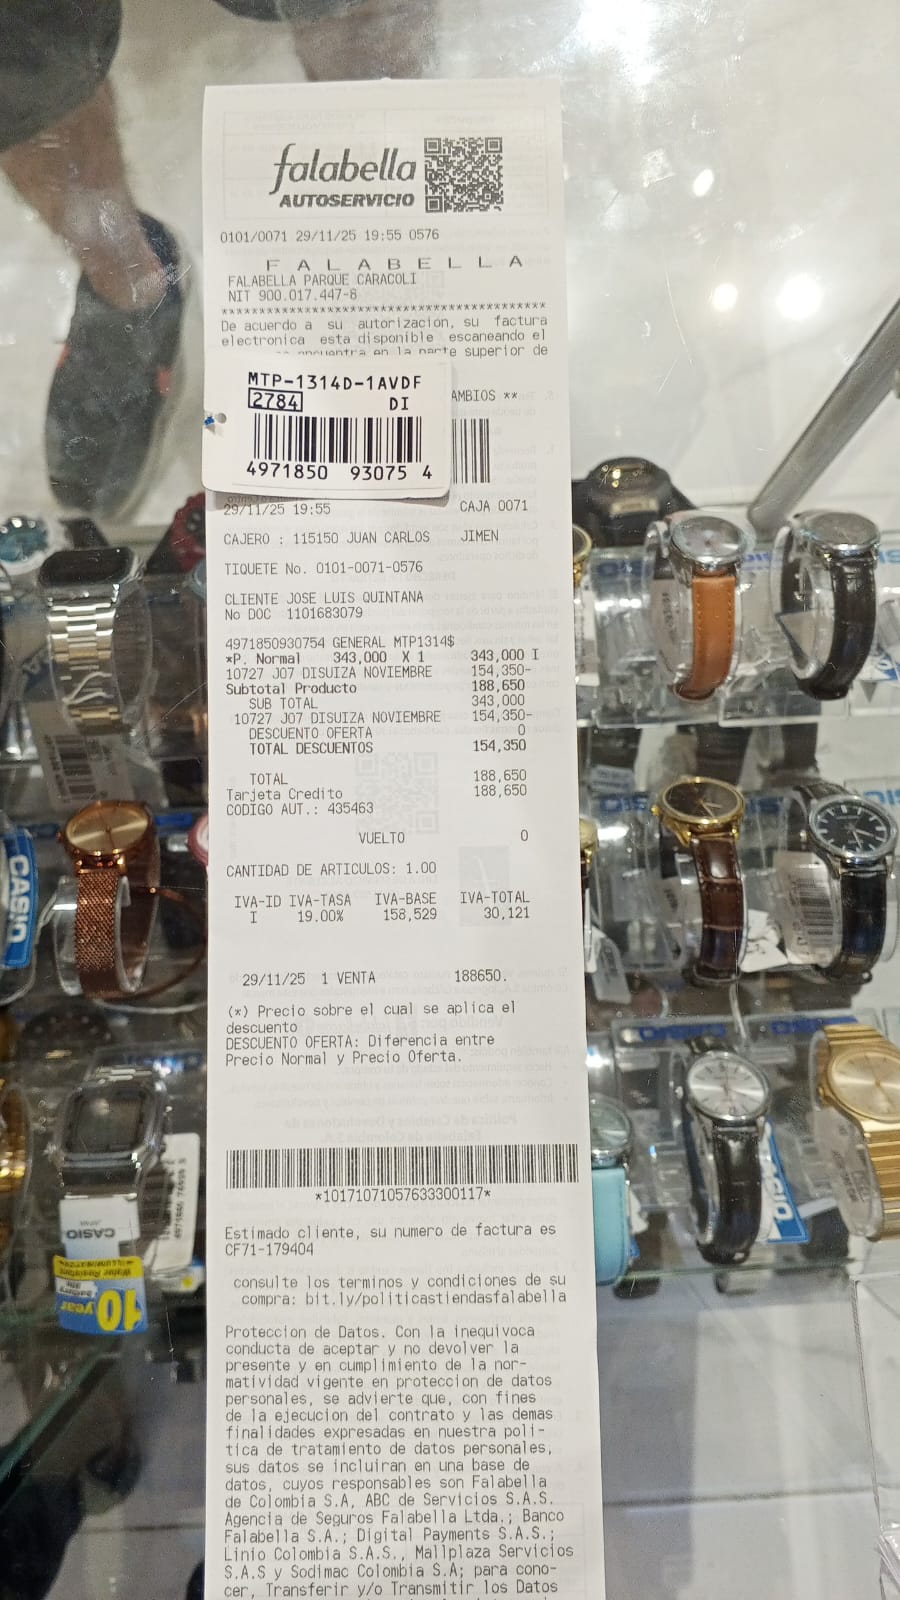 falabella
AUTOSERVICIO
0101/0071 29/11/25 19:55 0576
F A L A B E L L A
FALABELLA PARQUE CARACOLI
NIT 900.017.447-8
De acuerdo a su autorizacion, su factura
electronica esta disponible escaneando el
encuentra en la parte superior de
MTP-1314D-1AVDF
2784 DI
4971850 93075 4
AMBIOS **
29/11/25 19:55 CAJA 0071
CAJERO : 115150 JUAN CARLOS JIMEN
TIQUETE No. 0101-0071-0576
CLIENTE JOSE LUIS QUINTANA
No DOC 1101683079
4971850930754 GENERAL MTP1314$
*P. Normal 343,000 X 1 343,000 I
10727 J07 DISUIZA NOVIEMBRE 154,350-
Subtotal Producto 188,650
SUB TOTAL 343,000
10727 J07 DISUIZA NOVIEMBRE 154,350-
DESCUENTO OFERTA 0
TOTAL DESCUENTOS 154,350
TOTAL 188,650
Tarjeta Credito 188,650
CODIGO AUT.: 435463
VUELTO 0
CANTIDAD DE ARTICULOS: 1.00
IVA-ID IVA-TASA IVA-BASE IVA-TOTAL
I 19.00% 158,529 30,121
29/11/25 1 VENTA 188650.
(*) Precio sobre el cual se aplica el
descuento
DESCUENTO OFERTA: Diferencia entre
Precio Normal y Precio Oferta.
*10171071057633300117*
Estimado cliente, su numero de factura es
CF71-179404
consulte los terminos y condiciones de su
compra: bit.ly/politicastiendasfalabella
Proteccion de Datos. Con la inequivoca
conducta de aceptar y no devolver la
presente y en cumplimiento de la nor-
matividad vigente en proteccion de datos
personales, se advierte que, con fines
de la ejecucion del contrato y las demas
finalidades expresadas en nuestra poli-
tica de tratamiento de datos personales,
sus datos se incluiran en una base de
datos, cuyos responsables son Falabella
de Colombia S.A, ABC de Servicios S.A.S.
Agencia de Seguros Falabella Ltda.; Banco
Falabella S.A.; Digital Payments S.A.S.;
Linio Colombia S.A.S., Mallplaza Servicios
S.A.S y Sodimac Colombia S.A; para cono-
cer, Transferir y/o Transmitir los Datos
CASIO
CASIO
10 year